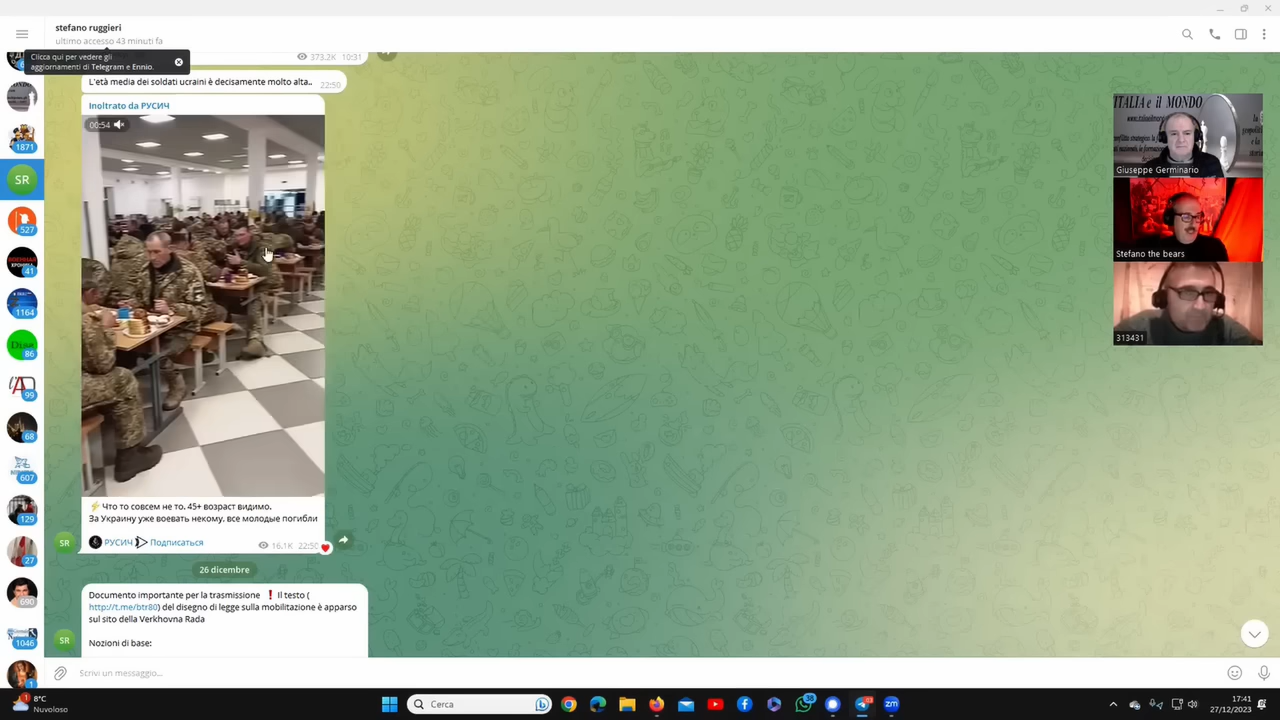 stefano ruggieri
ultimo accesso 43 minuti fa
Clicca qui per vedere gli
aggiornamenti di Telegram e Ennio.
373.2K 10:31
L'età media dei soldati ucraini è decisamente molto alta..
22:50
Inoltrato da РУСИЧ
00:54
⚡Что то совсем не то. 45+ возраст видимо.
За Украину уже воевать некому, все молодые погибли
РУСИЧ Подписаться
16.1K 22:50
26 dicembre
Documento importante per la trasmissione ❗ Il testo (
http://t.me/btr80) del disegno di legge sulla mobilitazione è apparso
sul sito della Verkhovna Rada
Nozioni di base:
Scrivi un messaggio...
1871
SR
527
41
1164
86
99
68
607
129
27
690
1046
1
SR
SR
ITALIA e il MONDO
Giuseppe Germinario
Stefano the bears
313431
8°C
Nuvoloso
Cerca
zm
17:41
27/12/2023